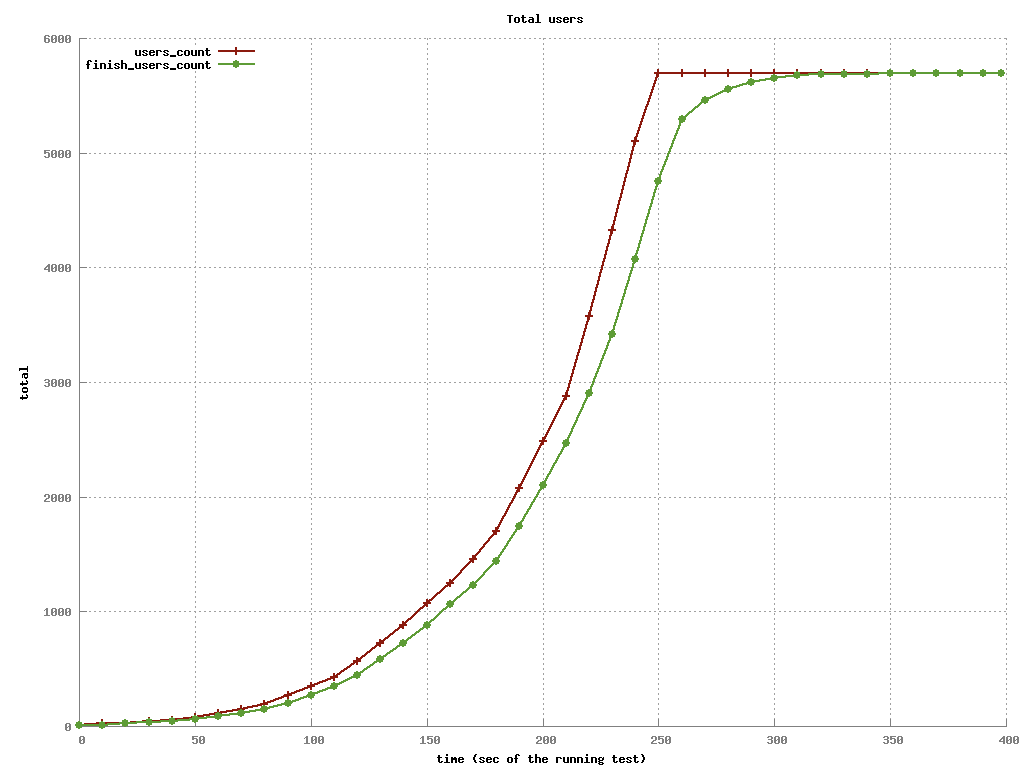 Total users
users_count
finish_users_count
6000
5000
4000
3000
2000
1000
0
total
0 50 100 150 200 250 300 350 400
time (sec of the running test)